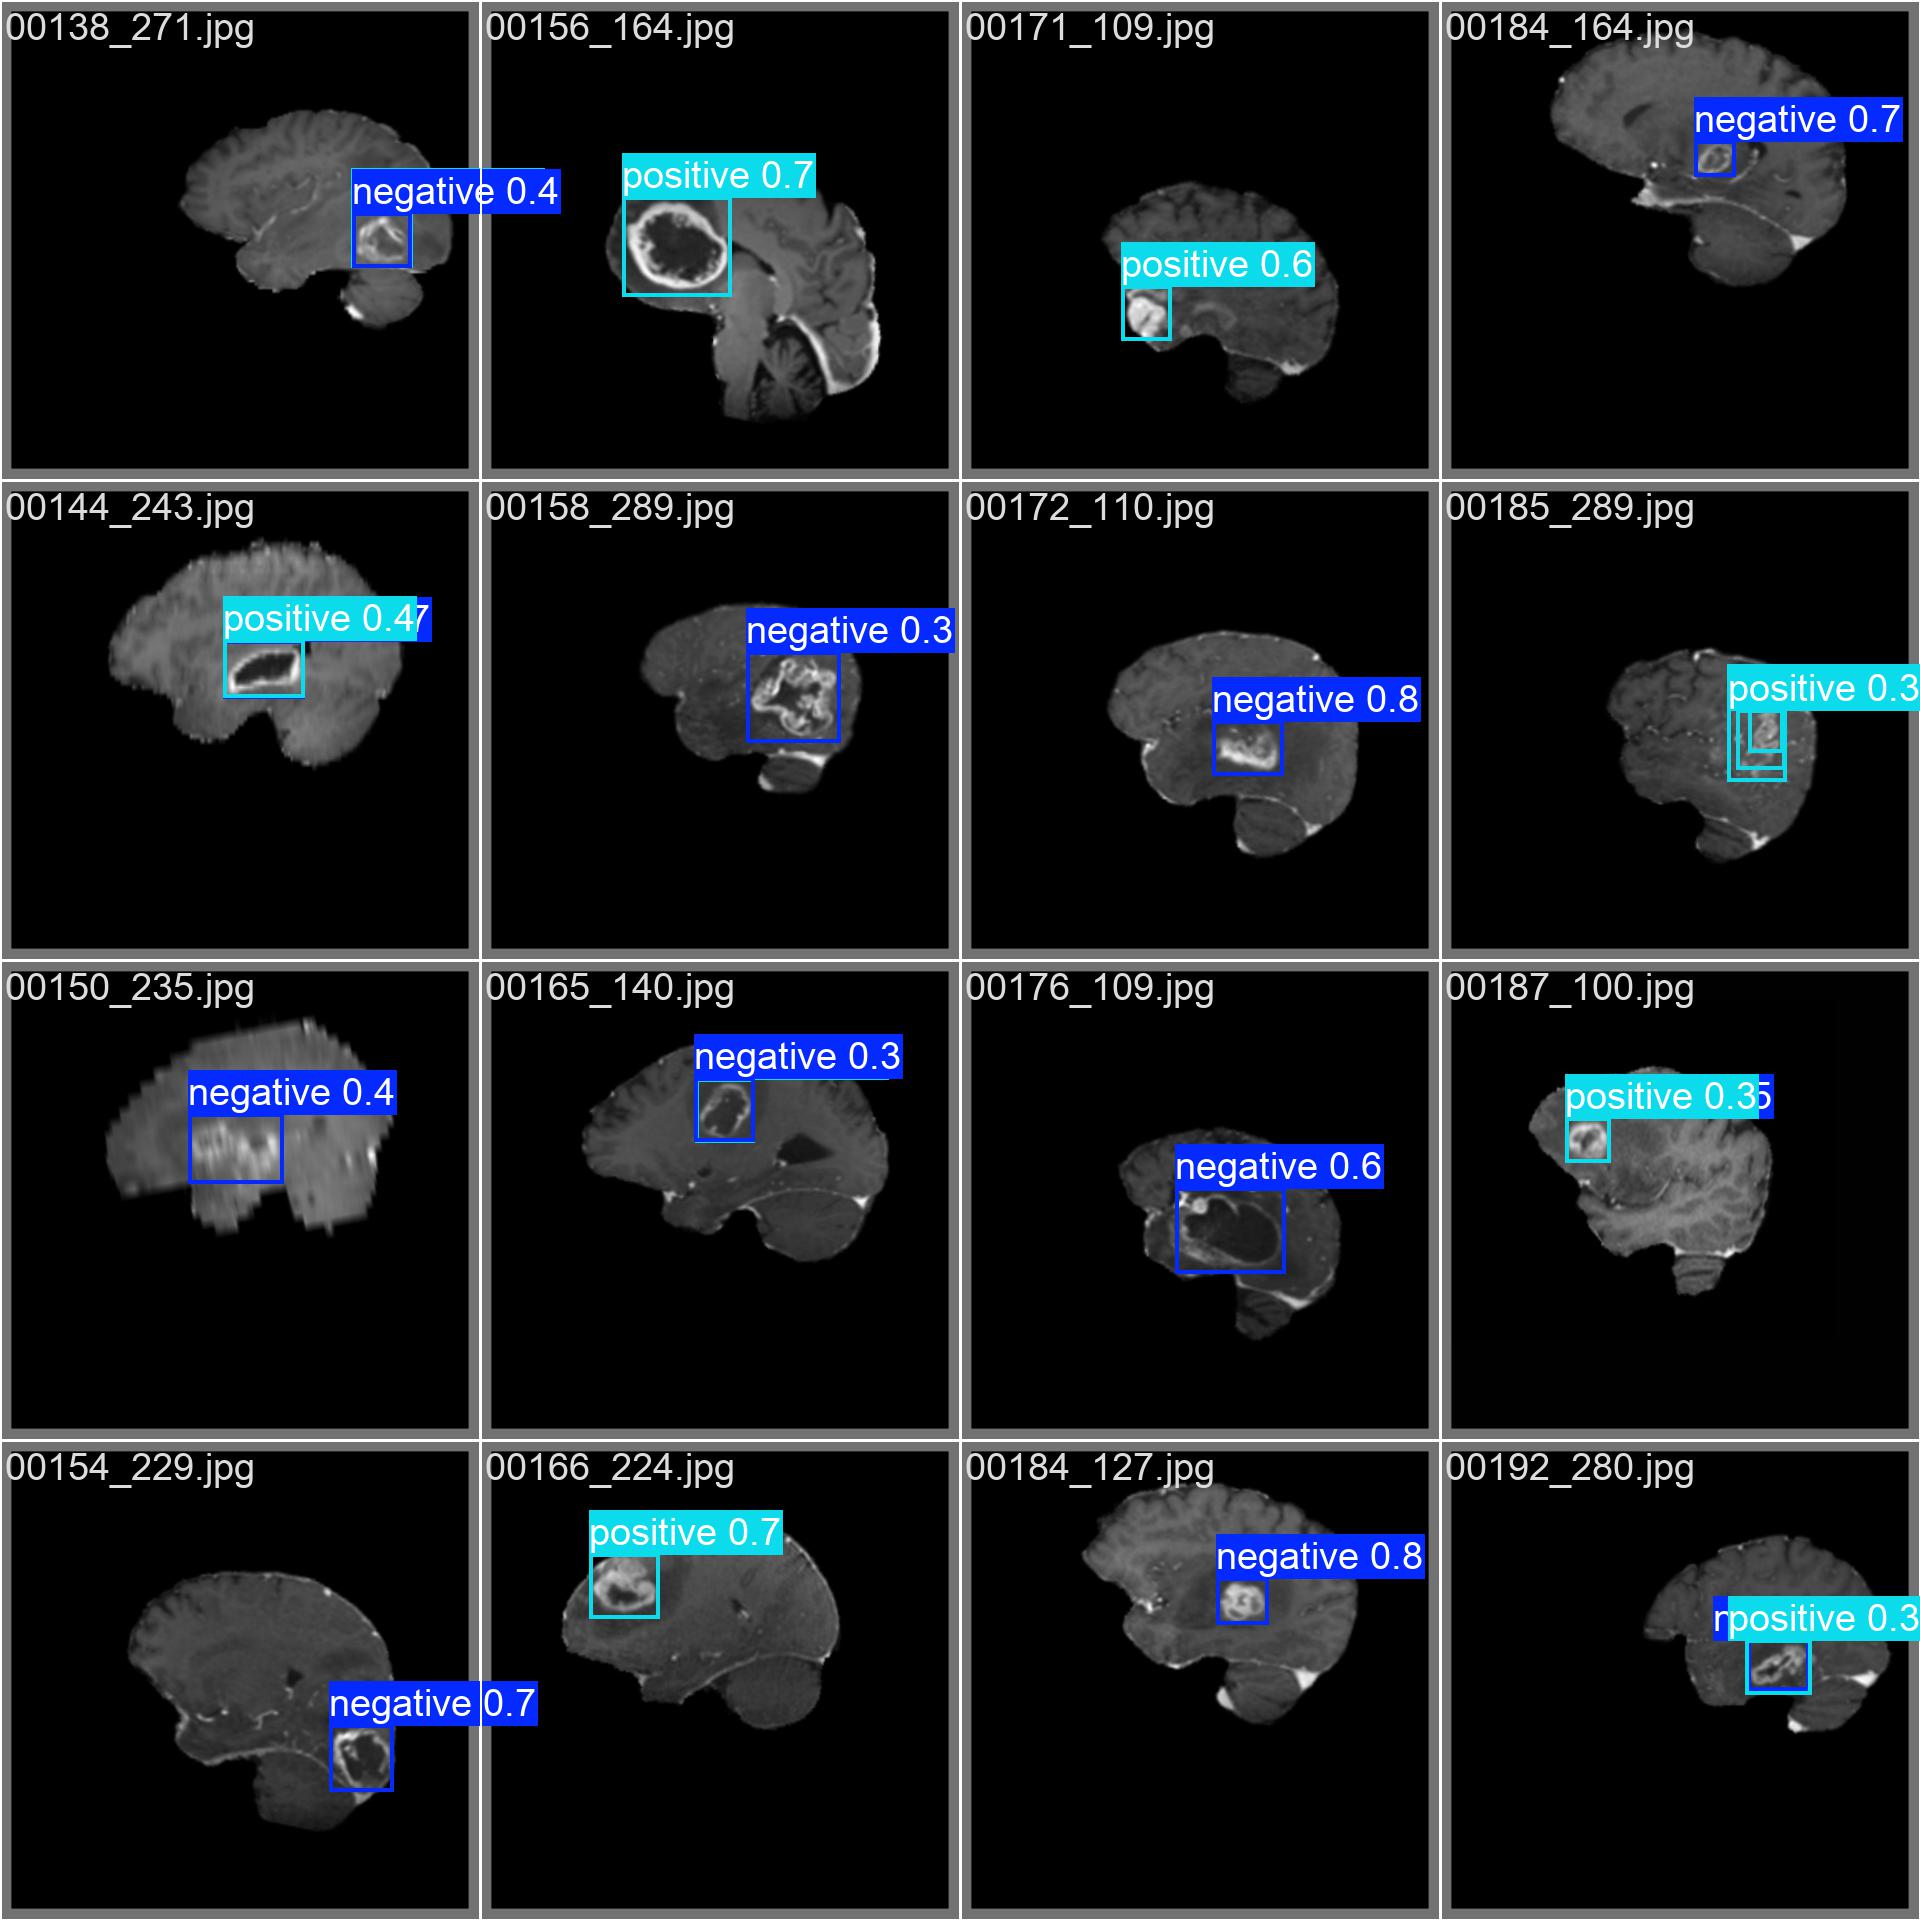 00138_271.jpg
negative 0.4
00156_164.jpg
positive 0.7
00171_109.jpg
positive 0.6
00184_164.jpg
negative 0.7
00144_243.jpg
positive 0.4
7
00158_289.jpg
negative 0.3
00172_110.jpg
negative 0.8
00185_289.jpg
positive 0.3
00150_235.jpg
negative 0.4
00165_140.jpg
negative 0.3
00176_109.jpg
negative 0.6
00187_100.jpg
positive 0.3
5
00154_229.jpg
negative 0.7
00166_224.jpg
positive 0.7
00184_127.jpg
negative 0.8
00192_280.jpg
positive 0.3